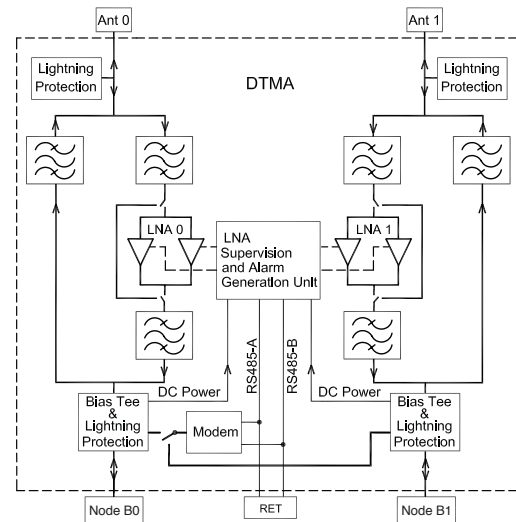 Ant 0
Ant 1
Lightning
Protection
DTMA
Lightning
Protection
LNA 0
LNA
Supervision
and Alarm
Generation Unit
LNA 1
RS485-A
RS485-B
DC Power
DC Power
Bias Tee
&
Lightning
Protection
Modem
Bias Tee
&
Lightning
Protection
Node B0
RET
Node B1